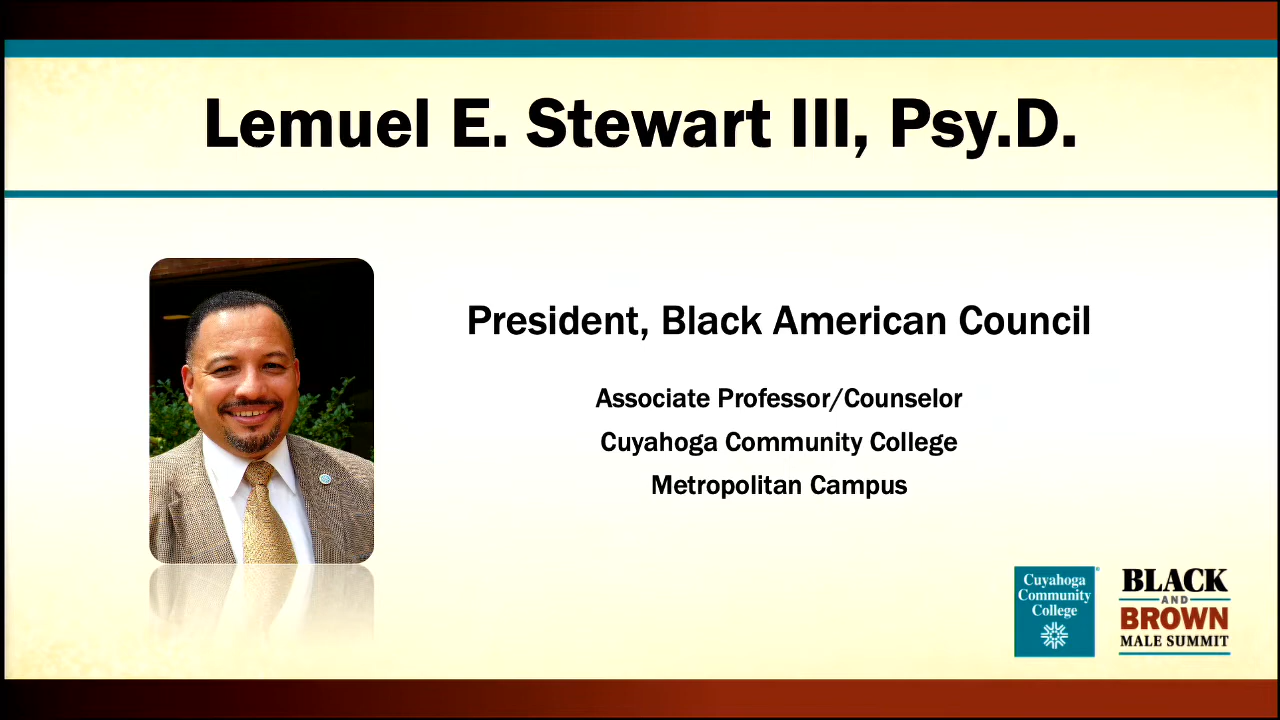 Lemuel E. Stewart III, Psy.D.
President, Black American Council
Associate Professor/Counselor
Cuyahoga Community College
Metropolitan Campus
Cuyahoga
Community
College
BLACK
AND
BROWN
MALE SUMMIT